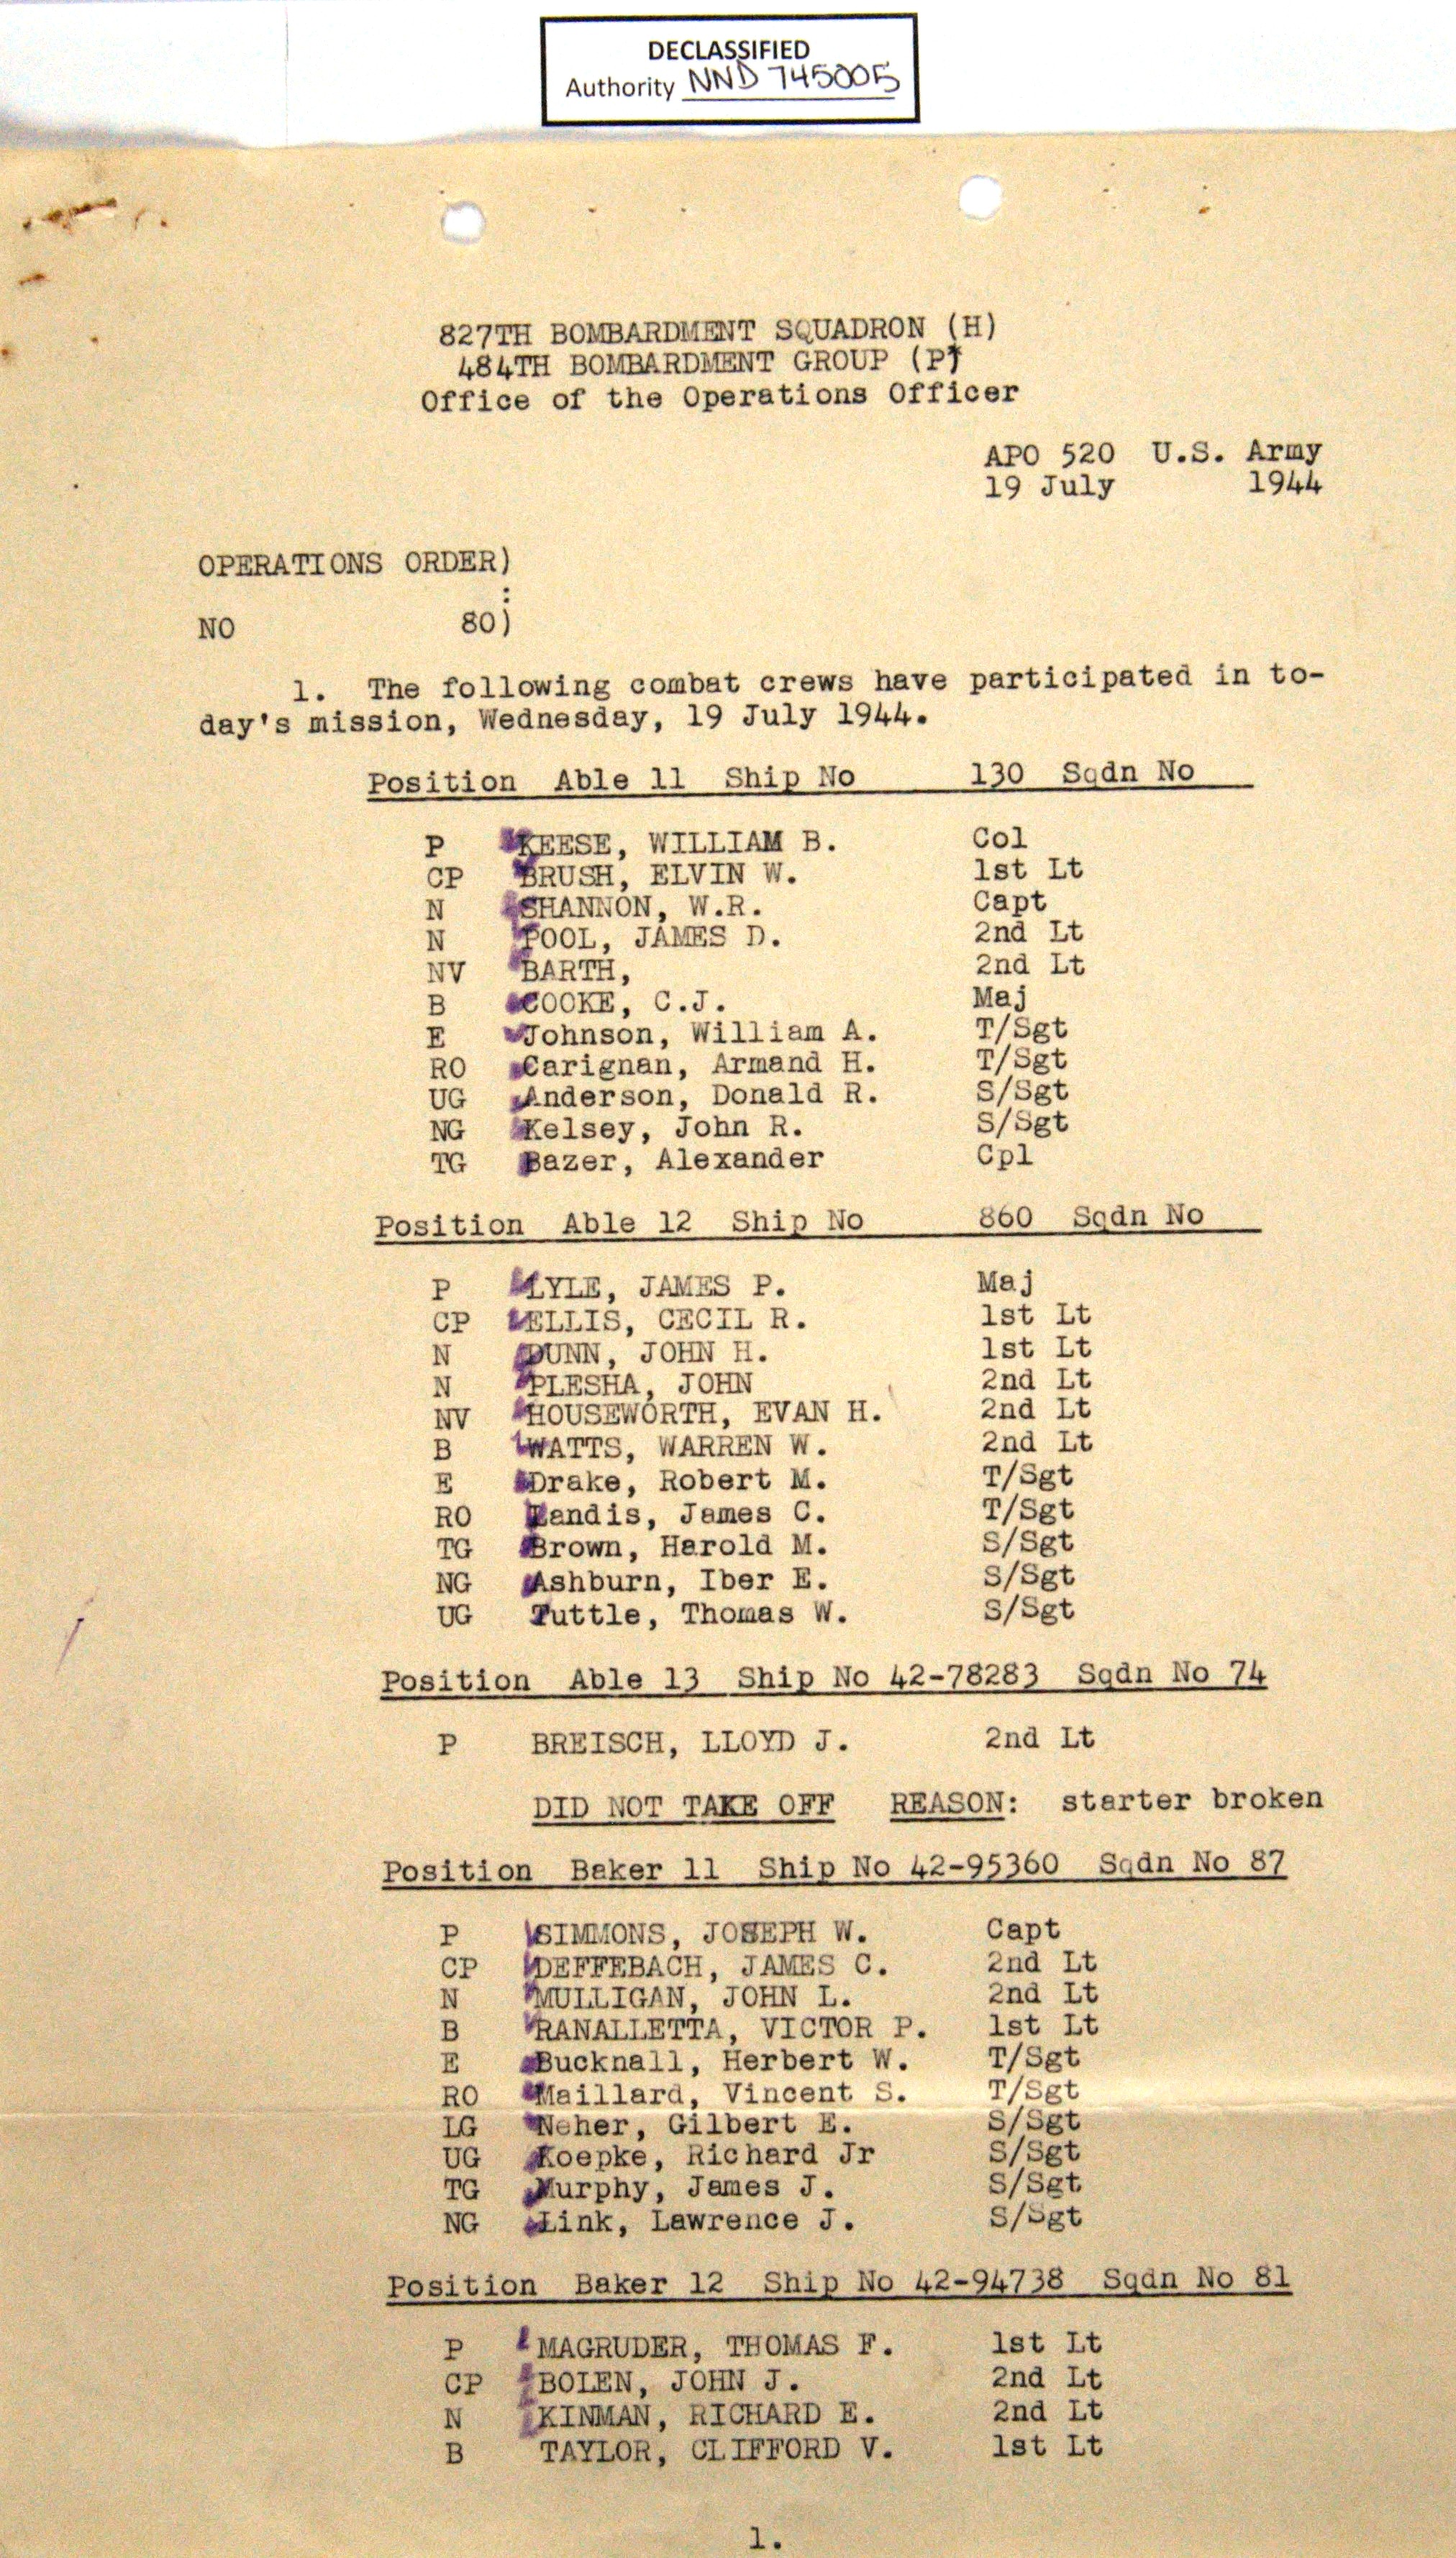 DECLASSIFIED
Authority NND 745005
827TH BOMBARDMENT SQUADRON (H)
484TH BOMBARDMENT GROUP (P)
Office of the Operations Officer
APO 520 U.S. Army
19 July 1944
OPERATIONS ORDER)
:
NO 80)
1. The following combat crews have participated in to-
day's mission, Wednesday, 19 July 1944.
Position Able 11 Ship No 130 Sqdn No
P KEESE, WILLIAM B. Col
CP BRUSH, ELVIN W. 1st Lt
N SHANNON, W.R. Capt
N POOL, JAMES D. 2nd Lt
NV BARTH, 2nd Lt
B COOKE, C.J. Maj
E Johnson, William A. T/Sgt
RO Carignan, Armand H. T/Sgt
UG Anderson, Donald R. S/Sgt
NG Kelsey, John R. S/Sgt
TG Bazer, Alexander Cpl
Position Able 12 Ship No 860 Sqdn No
P LYLE, JAMES P. Maj
CP ELLIS, CECIL R. 1st Lt
N DUNN, JOHN H. 1st Lt
N PLESHA, JOHN 2nd Lt
NV HOUSEWORTH, EVAN H. 2nd Lt
B WATTS, WARREN W. 2nd Lt
E Drake, Robert M. T/Sgt
RO Landis, James C. T/Sgt
TG Brown, Harold M. S/Sgt
NG Ashburn, Iber E. S/Sgt
UG Tuttle, Thomas W. S/Sgt
Position Able 13 Ship No 42-78283 Sqdn No 74
P BREISCH, LLOYD J. 2nd Lt
DID NOT TAKE OFF REASON: starter broken
Position Baker 11 Ship No 42-95360 Sqdn No 87
P SIMMONS, JOSEPH W. Capt
CP DEFFEBACH, JAMES C. 2nd Lt
N MULLIGAN, JOHN L. 2nd Lt
B RANALLETTA, VICTOR P. 1st Lt
E Bucknall, Herbert W. T/Sgt
RO Maillard, Vincent S. T/Sgt
LG Neher, Gilbert E. S/Sgt
UG Koepke, Richard Jr S/Sgt
TG Murphy, James J. S/Sgt
NG Link, Lawrence J. S/Sgt
Position Baker 12 Ship No 42-94738 Sqdn No 81
P MAGRUDER, THOMAS F. 1st Lt
CP BOLEN, JOHN J. 2nd Lt
N KINMAN, RICHARD E. 2nd Lt
B TAYLOR, CLIFFORD V. 1st Lt
1.